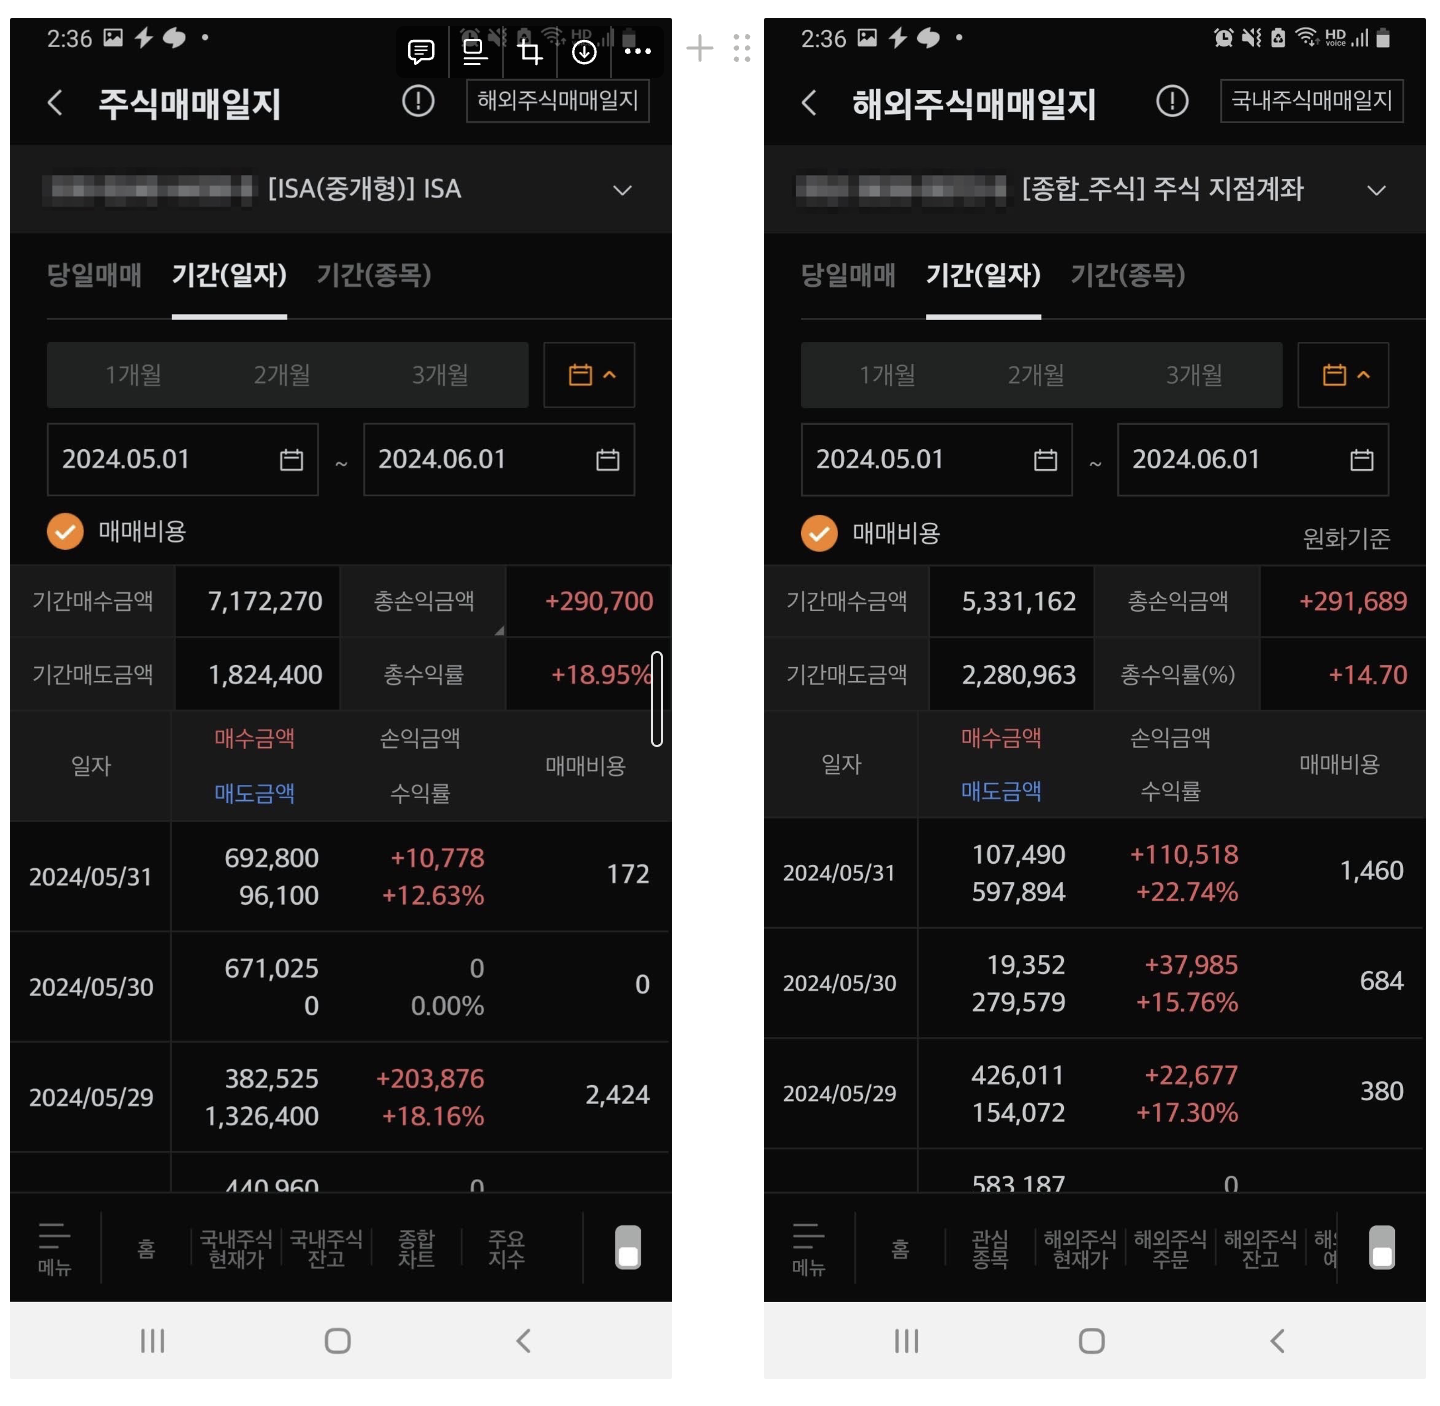 2:36
주식매매일지
해외주식매매일지
[ISA(중개형)] ISA
당일매매 기간(일자) 기간(종목)
1개월 2개월 3개월
2024.05.01 ~ 2024.06.01
매매비용
기간매수금액 7,172,270 총손익금액 +290,700
기간매도금액 1,824,400 총수익률 +18.95%
일자
매수금액 손익금액
매도금액 수익률
매매비용
2024/05/31
692,800 +10,778
96,100 +12.63%
172
2024/05/30
671,025 0
0 0.00%
0
2024/05/29
382,525 +203,876
1,326,400 +18.16%
2,424
440,960 0
메뉴
홈
국내주식
현재가
국내주식
잔고
종합
차트
주요
지수
2:36
HD
voice
해외주식매매일지
국내주식매매일지
[종합_주식] 주식 지점계좌
당일매매 기간(일자) 기간(종목)
1개월 2개월 3개월
2024.05.01 ~ 2024.06.01
매매비용
원화기준
기간매수금액 5,331,162 총손익금액 +291,689
기간매도금액 2,280,963 총수익률(%) +14.70
일자
매수금액 손익금액
매도금액 수익률
매매비용
2024/05/31
107,490 +110,518
597,894 +22.74%
1,460
2024/05/30
19,352 +37,985
279,579 +15.76%
684
2024/05/29
426,011 +22,677
154,072 +17.30%
380
583,187 0
메뉴
홈
관심
종목
해외주식
현재가
해외주식
주문
해외주식
잔고